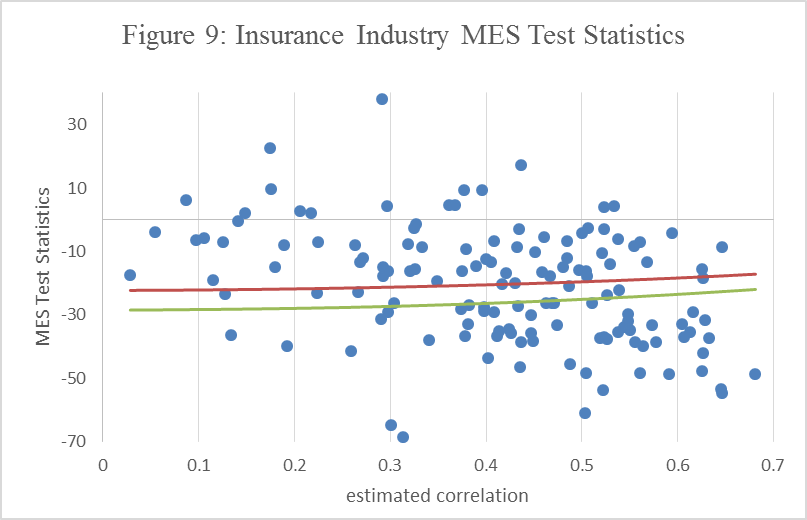 Figure 9: Insurance Industry MES Test Statistics
MES Test Statistics
30
10
-10
-30
-50
-70
0 0.1 0.2 0.3 0.4 0.5 0.6 0.7
estimated correlation